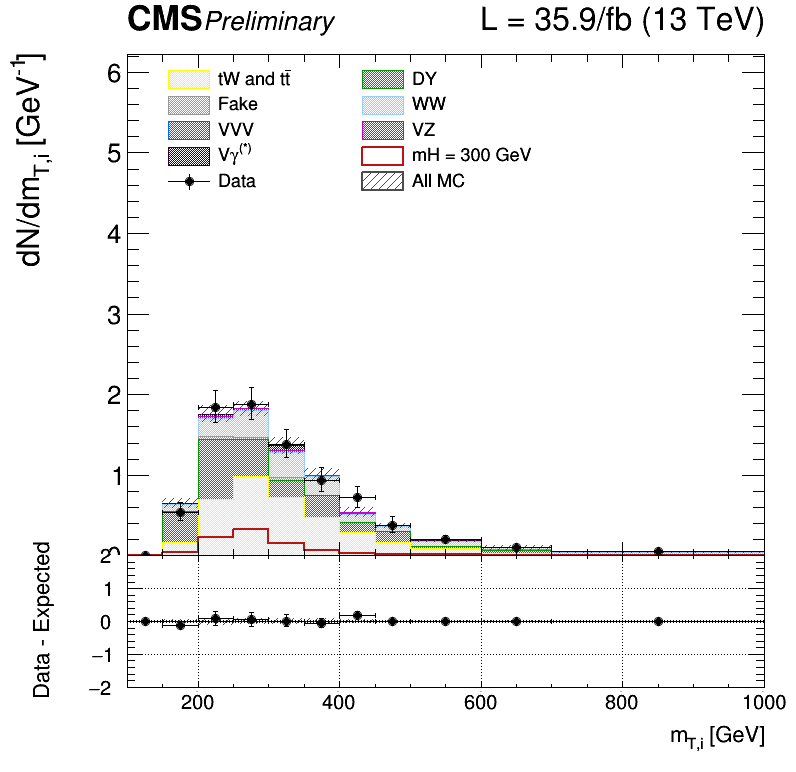 CMS Preliminary L = 35.9/fb (13 TeV)
dN/dm_{T,i} [GeV^{-1}]
6
5
4
3
2
1
tW and tt̄ DY
Fake WW
VVV VZ
Vγ^{(*)} mH = 300 GeV
Data All MC
Data - Expected
2
1
0
−1
−2
200 400 600 800 1000
m_{T,i} [GeV]